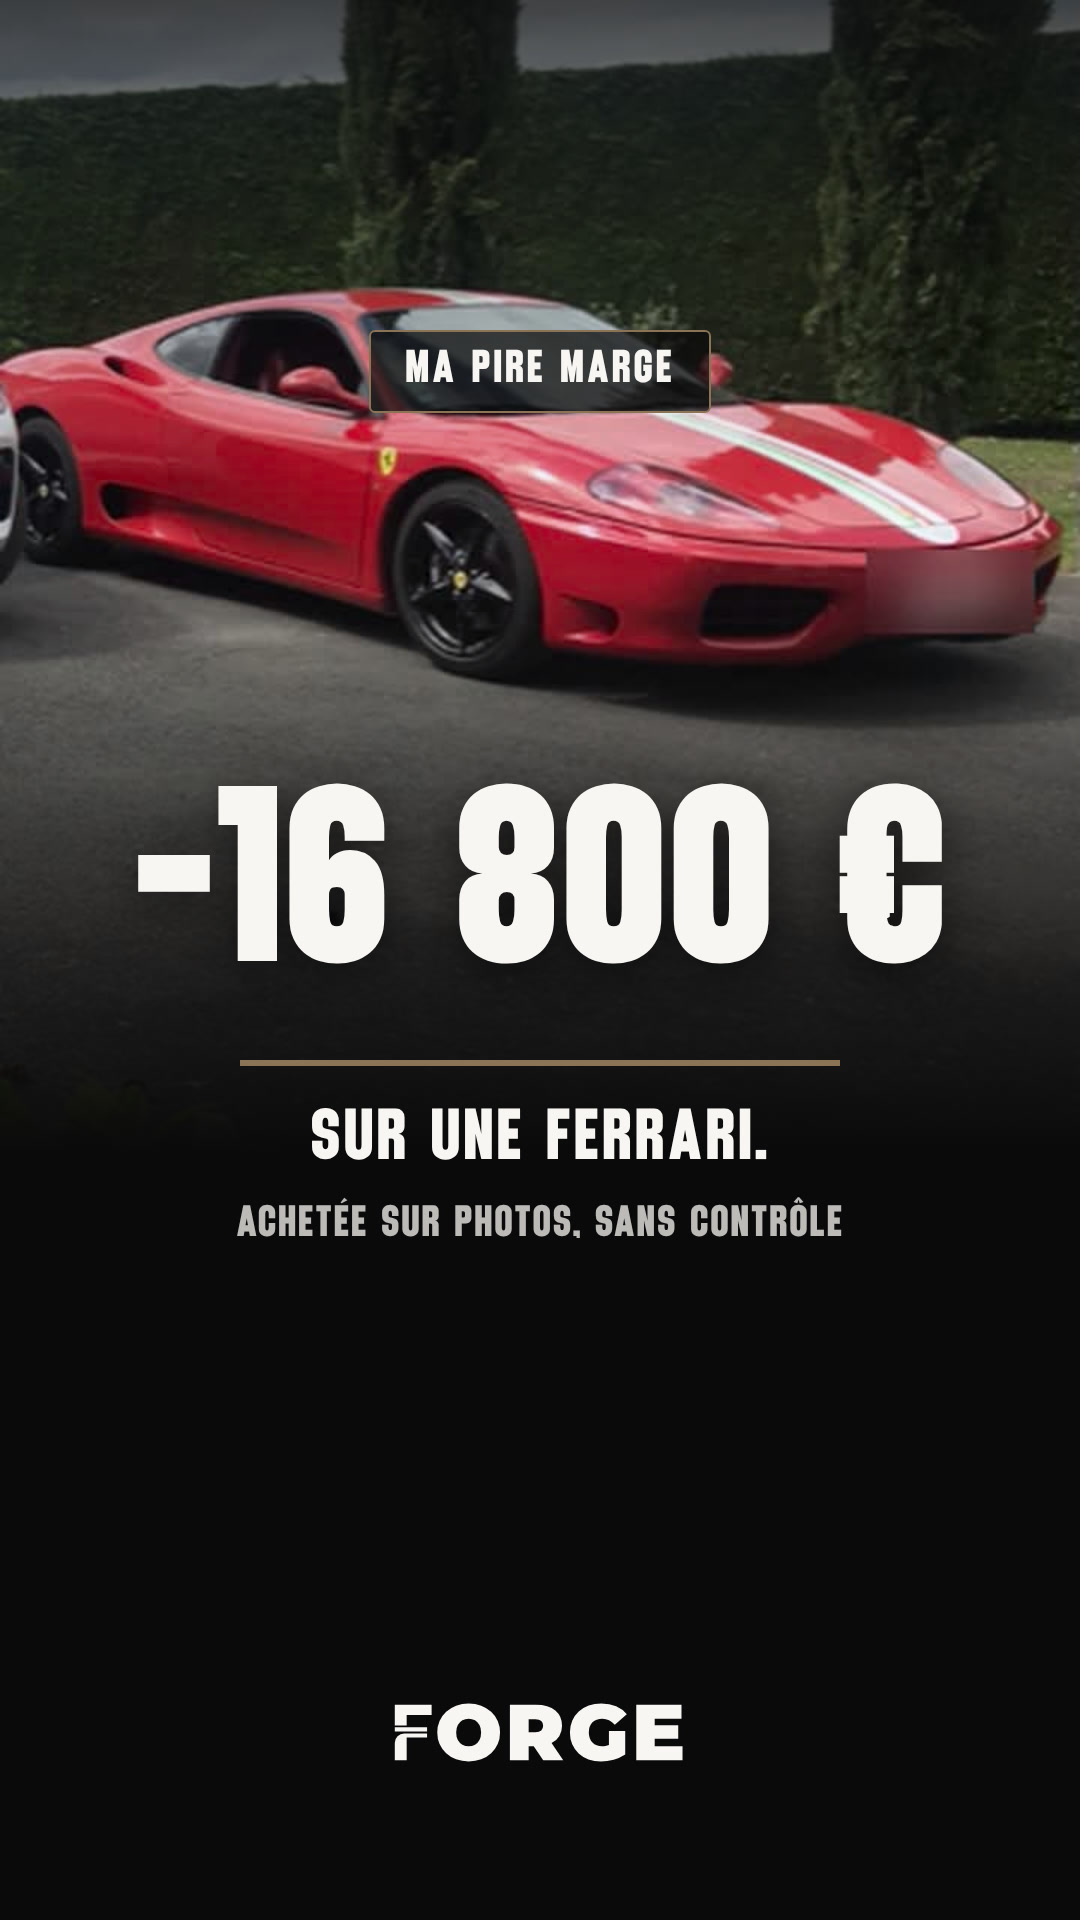 MA PIRE MARGE
-16 800 €
SUR UNE FERRARI.
ACHETÉE SUR PHOTOS, SANS CONTRÔLE
FORGE